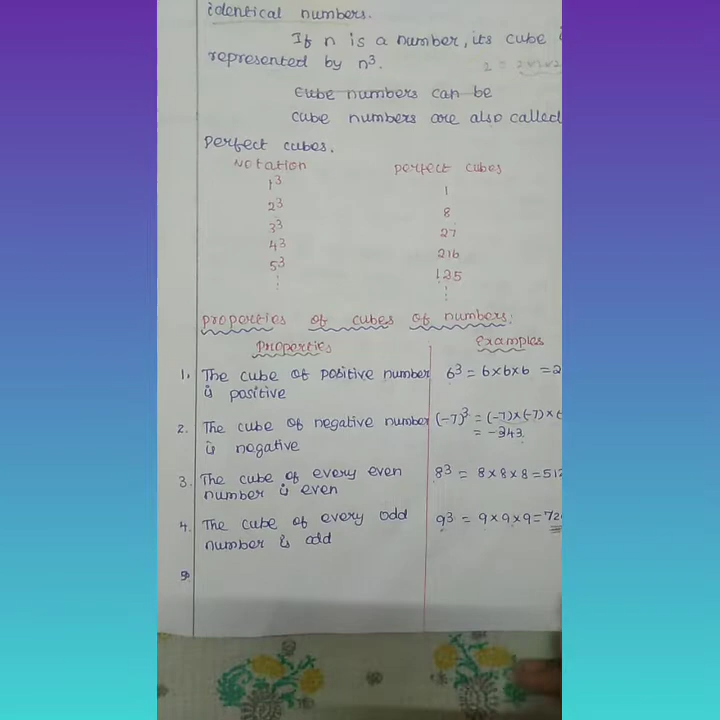 identical numbers.
If n is a number, its cube
represented by n³.
cube numbers can be
cube numbers are also called
perfect cubes.
Notation perfect cubes
1³ 1
2³ 8
3³ 27
4³ 216
5³ 125
properties of cubes of numbers:
properties Examples
1. The cube of positive number 6³ = 6×6×6 = 2
is positive
2. The cube of negative number (-7)³ = (-7)×(-7)×(
is negative = -343.
3. The cube of every even 8³ = 8×8×8=512
number is even
4. The cube of every odd 9³ = 9×9×9=72
number is odd
5.